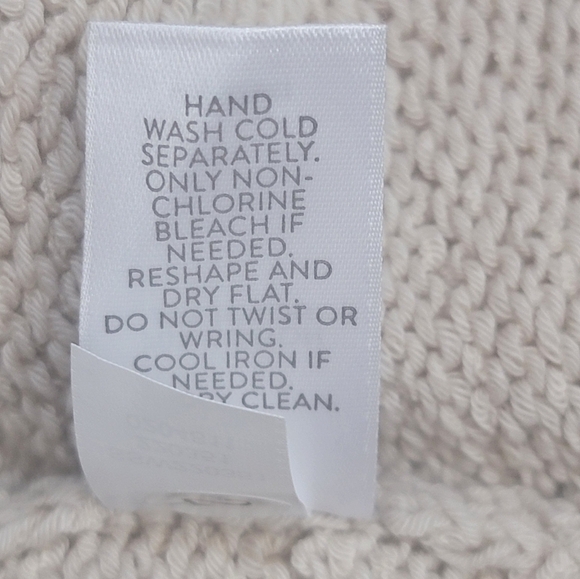 HAND
WASH COLD
SEPARATELY.
ONLY NON-
CHLORINE
BLEACH IF
NEEDED.
RESHAPE AND
DRY FLAT.
DO NOT TWIST OR
WRING.
COOL IRON IF
NEEDED.
CLEAN.